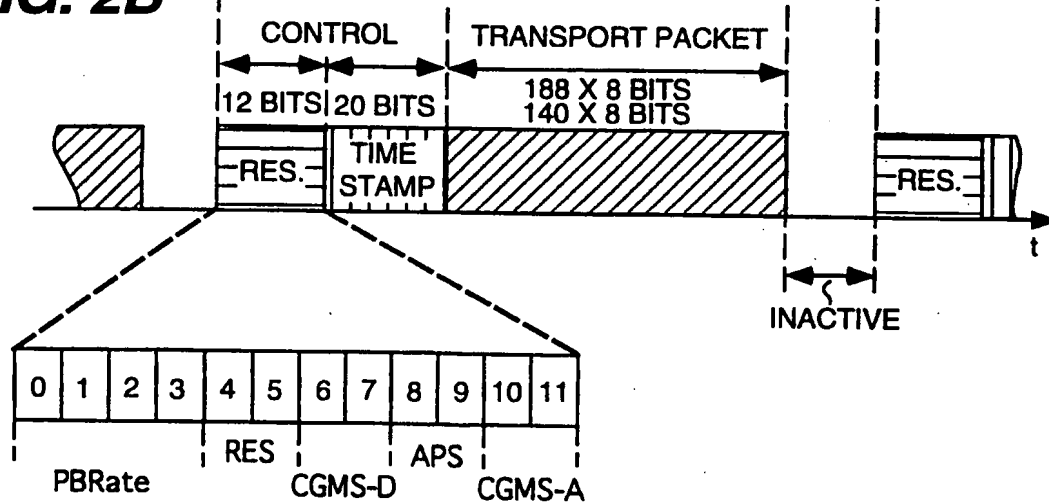 FIG. 2B
CONTROL
TRANSPORT PACKET
12 BITS 20 BITS
188 X 8 BITS
140 X 8 BITS
RES.
TIME
STAMP
RES.
t
INACTIVE
0 1 2 3 4 5 6 7 8 9 10 11
PBRate
RES
CGMS-D
APS
CGMS-A